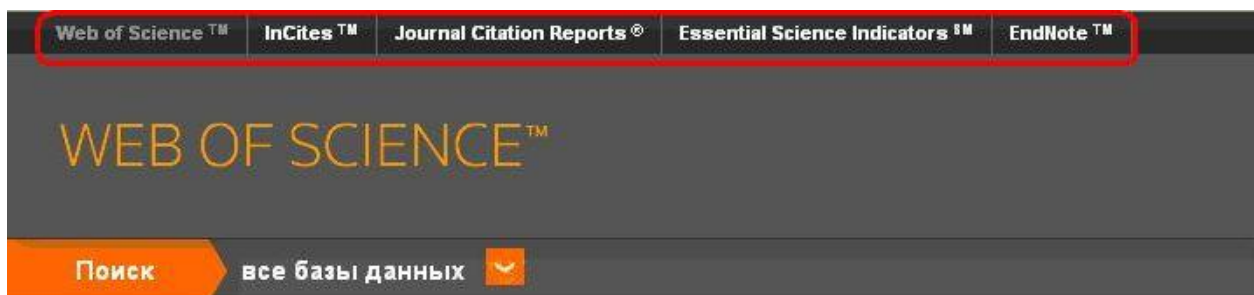 Web of Science ™ InCites ™ Journal Citation Reports ® Essential Science Indicators ℠ EndNote ™
WEB OF SCIENCE™
Поиск все базы данных